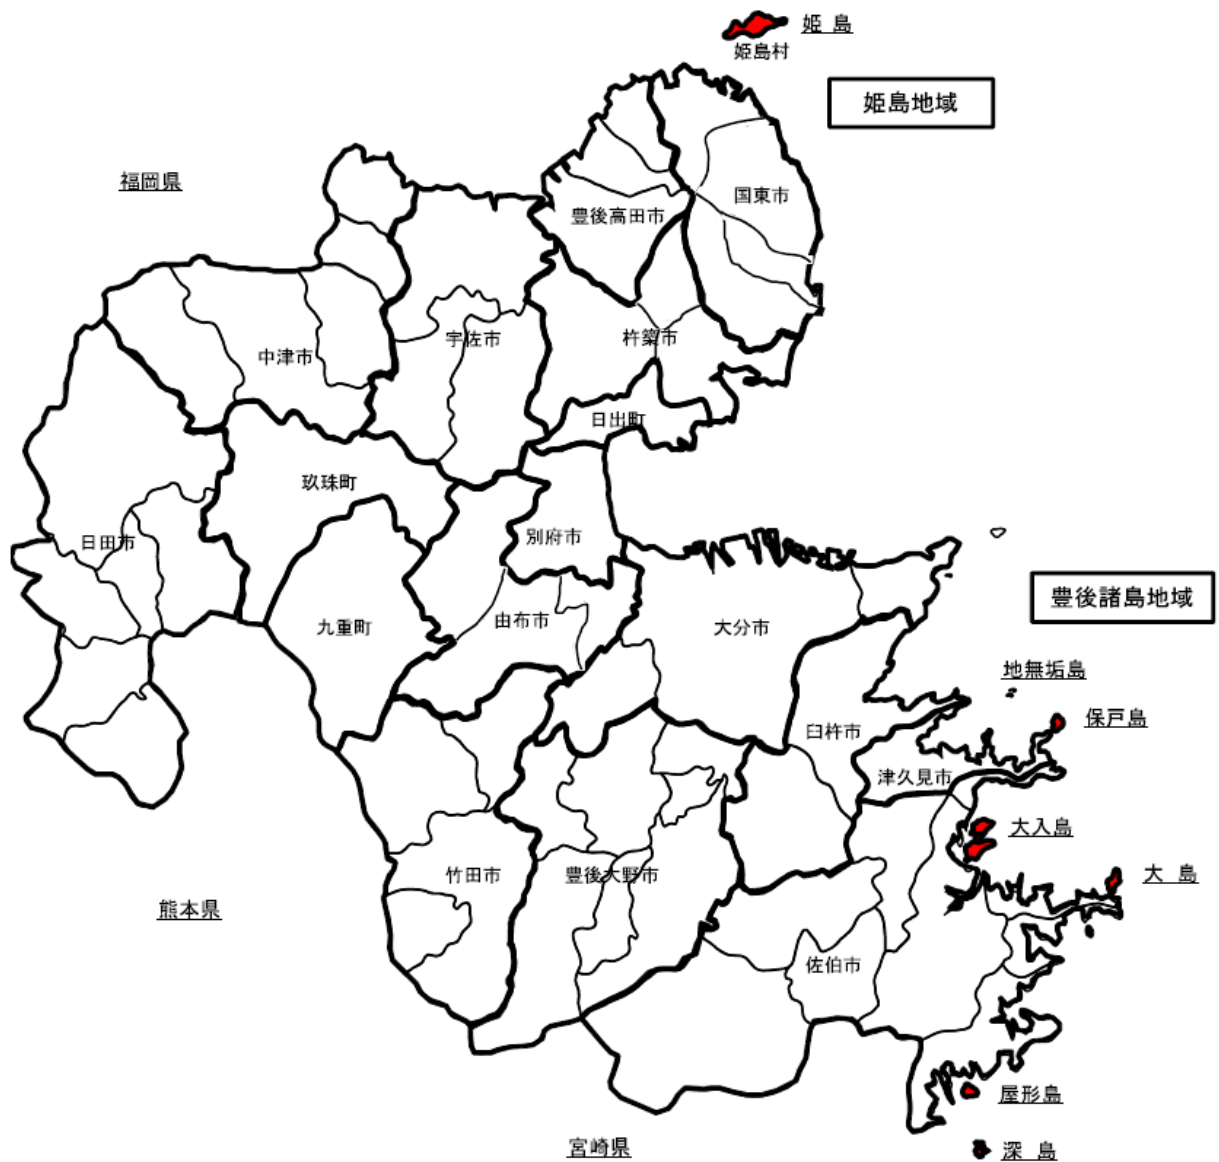 姫 島
姫島村
姫島地域
福岡県
国東市
豊後高田市
宇佐市
杵築市
中津市
日出町
玖珠町
別府市
日田市
豊後諸島地域
由布市
九重町
大分市
地無垢島
保戸島
臼杵市
津久見市
大入島
竹田市
豊後大野市
大 島
熊本県
佐伯市
屋形島
宮崎県
深 島